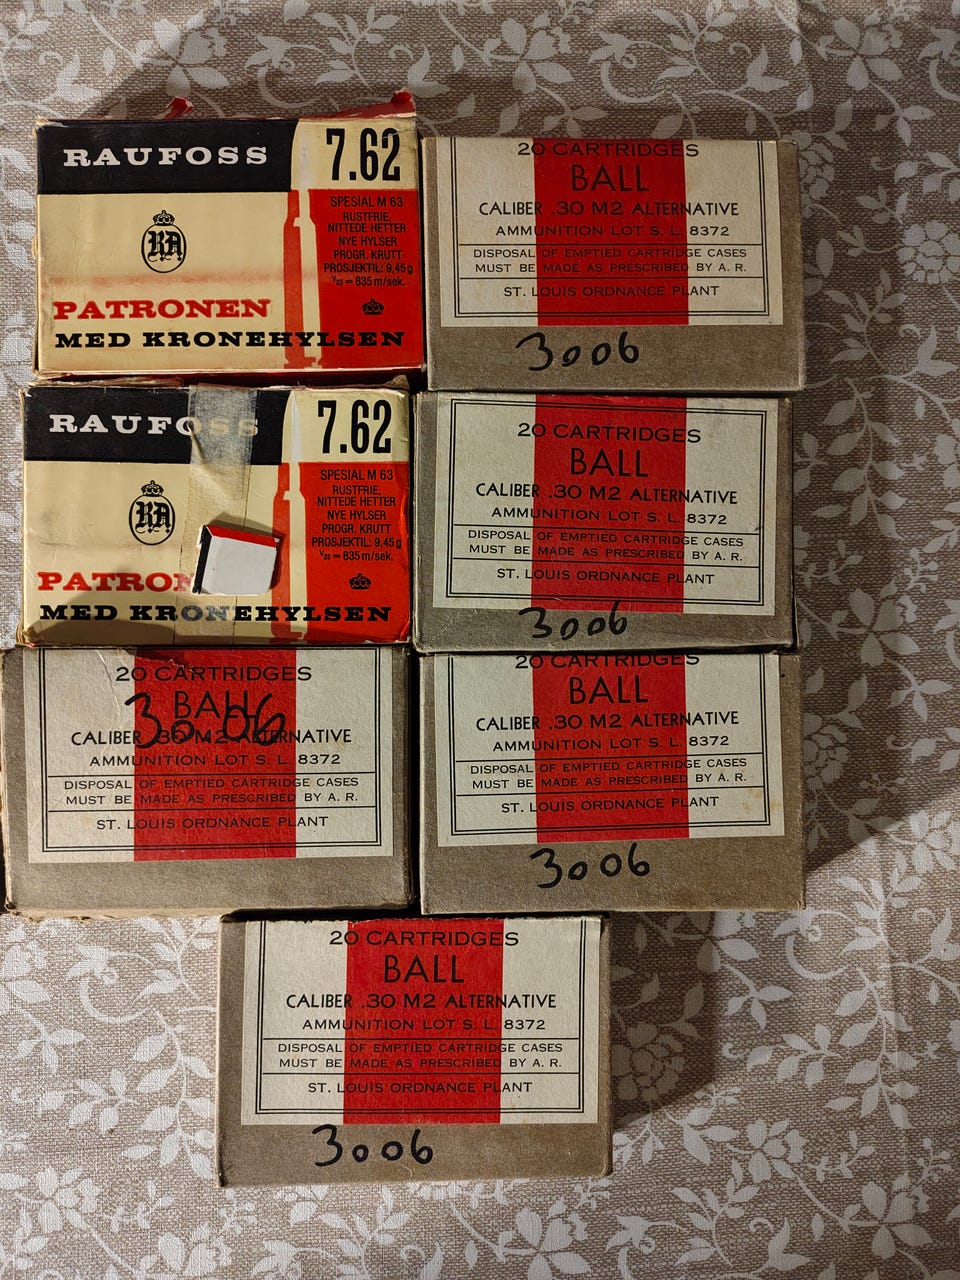 RAUFOSS
7.62
SPESIAL M 63
RUSTFRIE,
NITTEDE HETTER
NYE HYLSER
PROGR. KRUTT
PROSJEKTIL: 9,45 g
V25 = 835 m/sek.
RA
PATRONEN
MED KRONEHYLSEN
20 CARTRIDGES
BALL
CALIBER .30 M2 ALTERNATIVE
AMMUNITION LOT S. L. 8372
DISPOSAL OF EMPTIED CARTRIDGE CASES
MUST BE MADE AS PRESCRIBED BY A. R.
ST. LOUIS ORDNANCE PLANT
3006
RAUFOSS
7.62
SPESIAL M 63
RUSTFRIE,
NITTEDE HETTER
NYE HYLSER
PROGR. KRUTT
PROSJEKTIL: 9,45 g
V25 = 835 m/sek.
RA
PATRON
MED KRONEHYLSEN
20 CARTRIDGES
BALL
CALIBER .30 M2 ALTERNATIVE
AMMUNITION LOT S. L. 8372
DISPOSAL OF EMPTIED CARTRIDGE CASES
MUST BE MADE AS PRESCRIBED BY A. R.
ST. LOUIS ORDNANCE PLANT
3006
20 CARTRIDGES
BALL
3006
CALIBER .30 M2 ALTERNATIVE
AMMUNITION LOT S. L. 8372
DISPOSAL OF EMPTIED CARTRIDGE CASES
MUST BE MADE AS PRESCRIBED BY A. R.
ST. LOUIS ORDNANCE PLANT
20 CARTRIDGES
BALL
CALIBER .30 M2 ALTERNATIVE
AMMUNITION LOT S. L. 8372
DISPOSAL OF EMPTIED CARTRIDGE CASES
MUST BE MADE AS PRESCRIBED BY A. R.
ST. LOUIS ORDNANCE PLANT
3006
20 CARTRIDGES
BALL
CALIBER .30 M2 ALTERNATIVE
AMMUNITION LOT S. L. 8372
DISPOSAL OF EMPTIED CARTRIDGE CASES
MUST BE MADE AS PRESCRIBED BY A. R.
ST. LOUIS ORDNANCE PLANT
3006